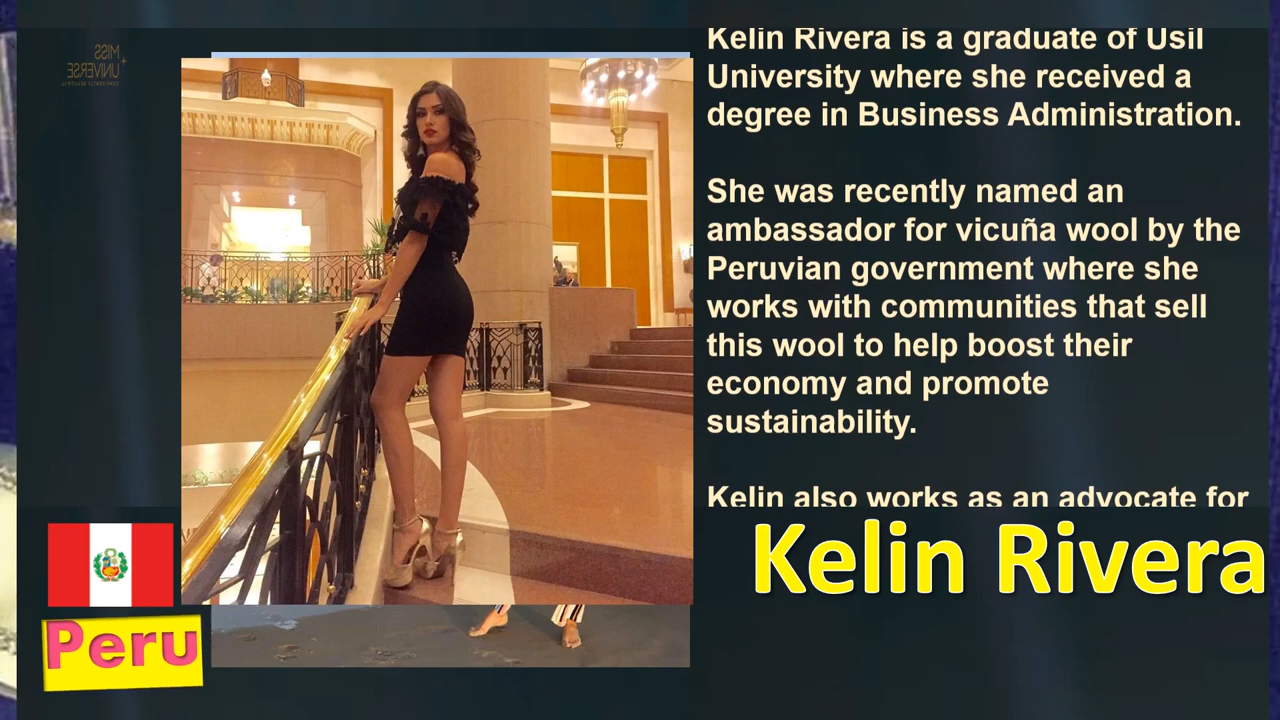 MISS
UNIVERSE
Kelin Rivera is a graduate of Usil
University where she received a
degree in Business Administration.
She was recently named an
ambassador for vicuña wool by the
Peruvian government where she
works with communities that sell
this wool to help boost their
economy and promote
sustainability.
Kelin also works as an advocate for
Kelin Rivera
Peru